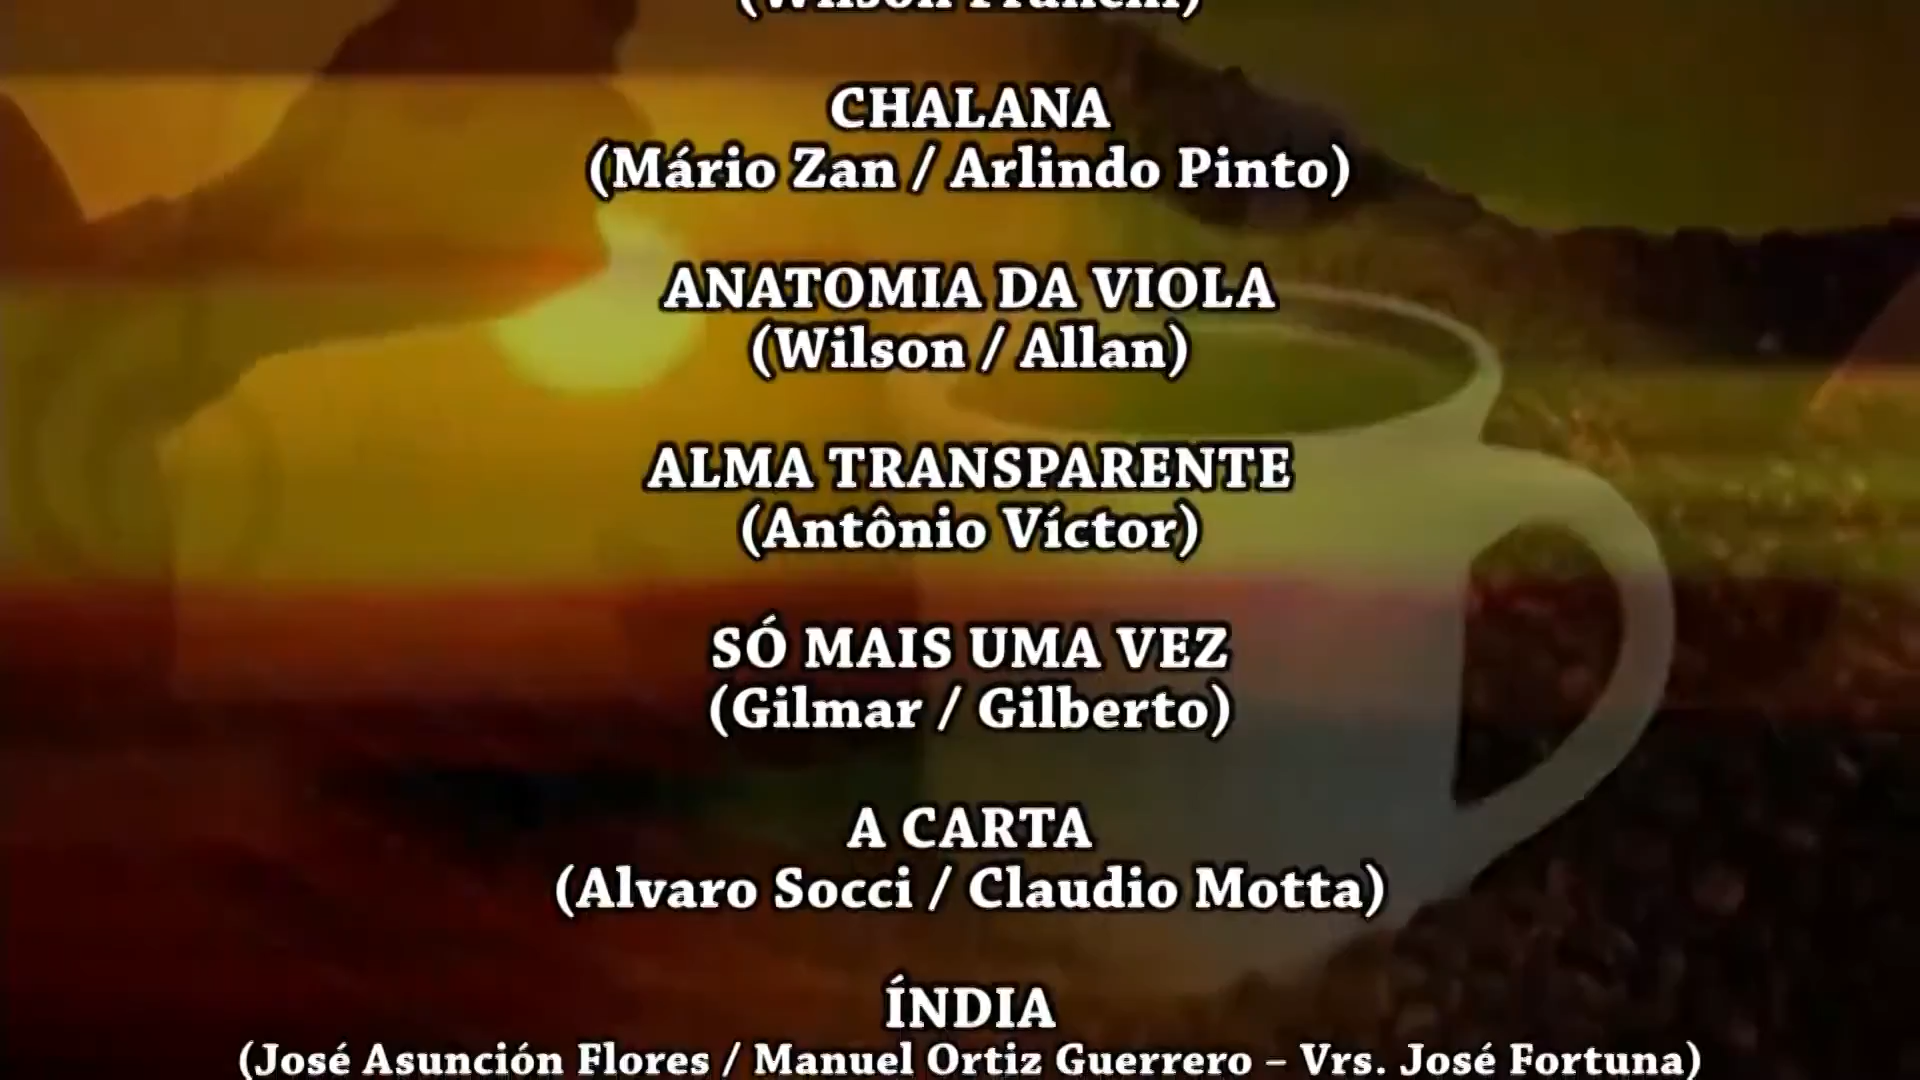 CHALANA
(Mário Zan / Arlindo Pinto)
ANATOMIA DA VIOLA
(Wilson / Allan)
ALMA TRANSPARENTE
(Antônio Víctor)
SÓ MAIS UMA VEZ
(Gilmar / Gilberto)
A CARTA
(Alvaro Socci / Claudio Motta)
ÍNDIA
(José Asunción Flores / Manuel Ortiz Guerrero – Vrs. José Fortuna)